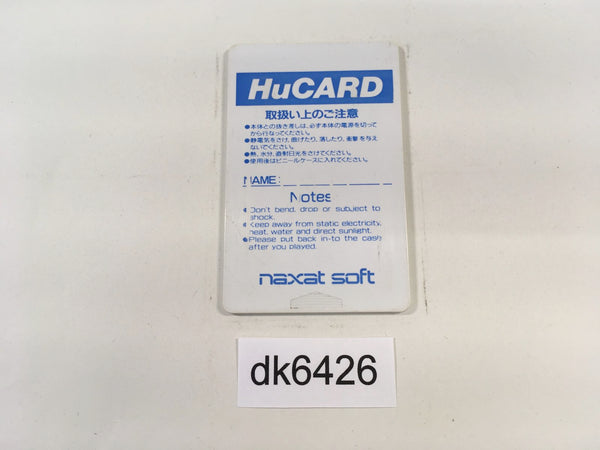 HuCARD
取扱い上のご注意
●本体との抜き差しは、必ず本体の電源を切って
から行なってください。
●静電気をさけ、曲げたり、落したり、衝撃を与え
ないでください。
●熱、水分、直射日光をさけてください。
●使用後はビニールケースに入れてください。
NAME:
Notes
● Don't bend, drop or subject to
shock.
● Keep away from static electricity,
heat, water and direct sunlight.
●Please put back in-to the case
after you played.
naxat soft
dk6426